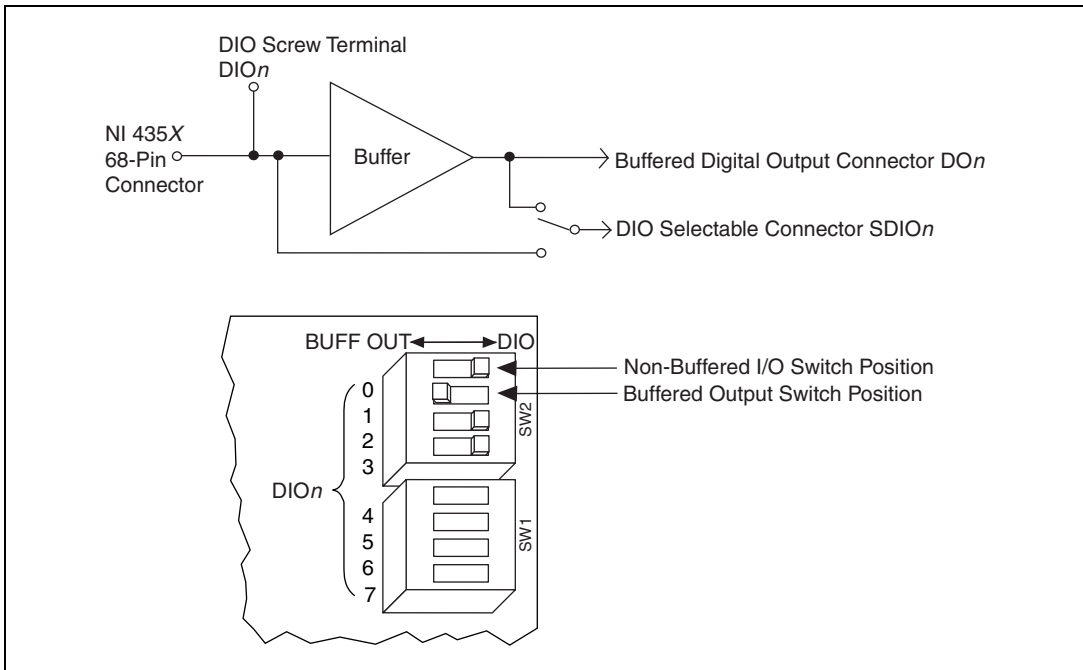 DIO Screw Terminal
DIOn
NI 435X
68-Pin
Connector
Buffer
Buffered Digital Output Connector DOn
DIO Selectable Connector SDIOn
BUFF OUT
DIO
Non-Buffered I/O Switch Position
Buffered Output Switch Position
0
1
2
3
SW2
DIOn
4
5
6
7
SW1